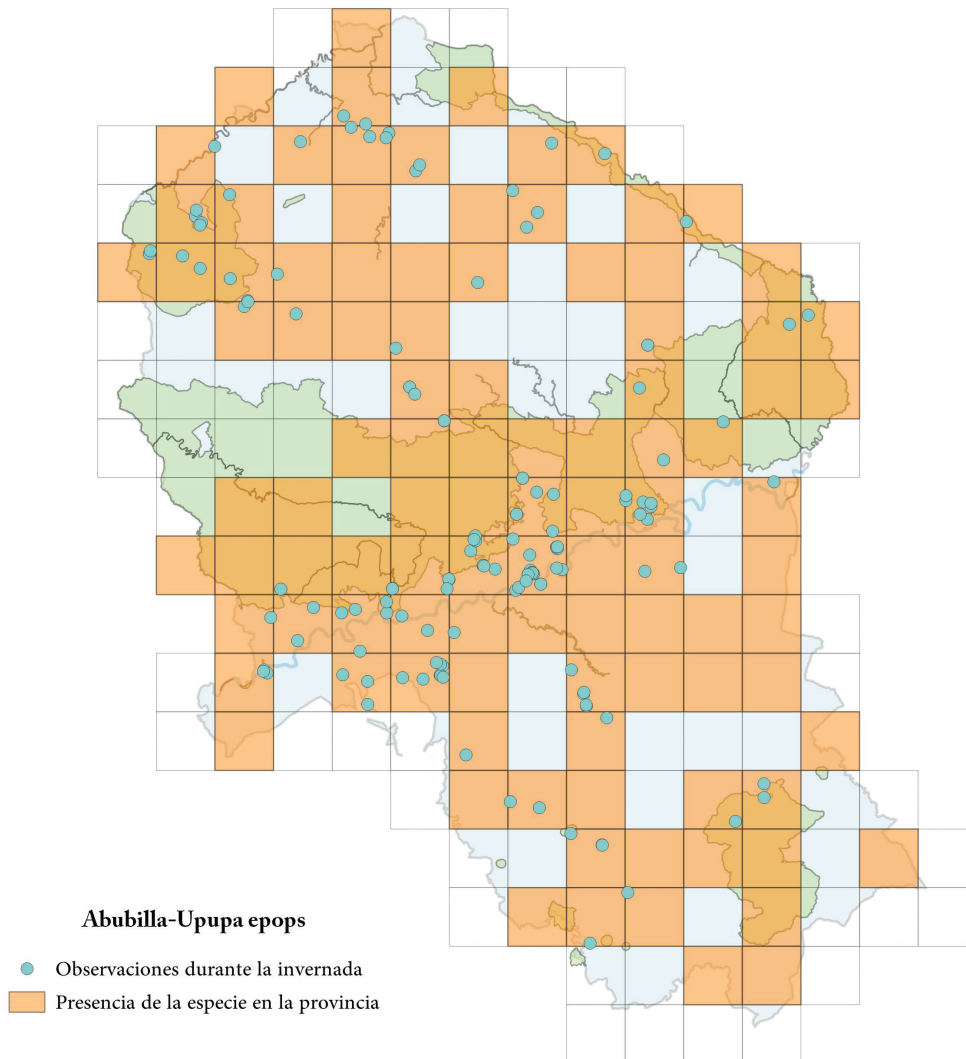 Abubilla-Upupa epops
Observaciones durante la invernada
Presencia de la especie en la provincia